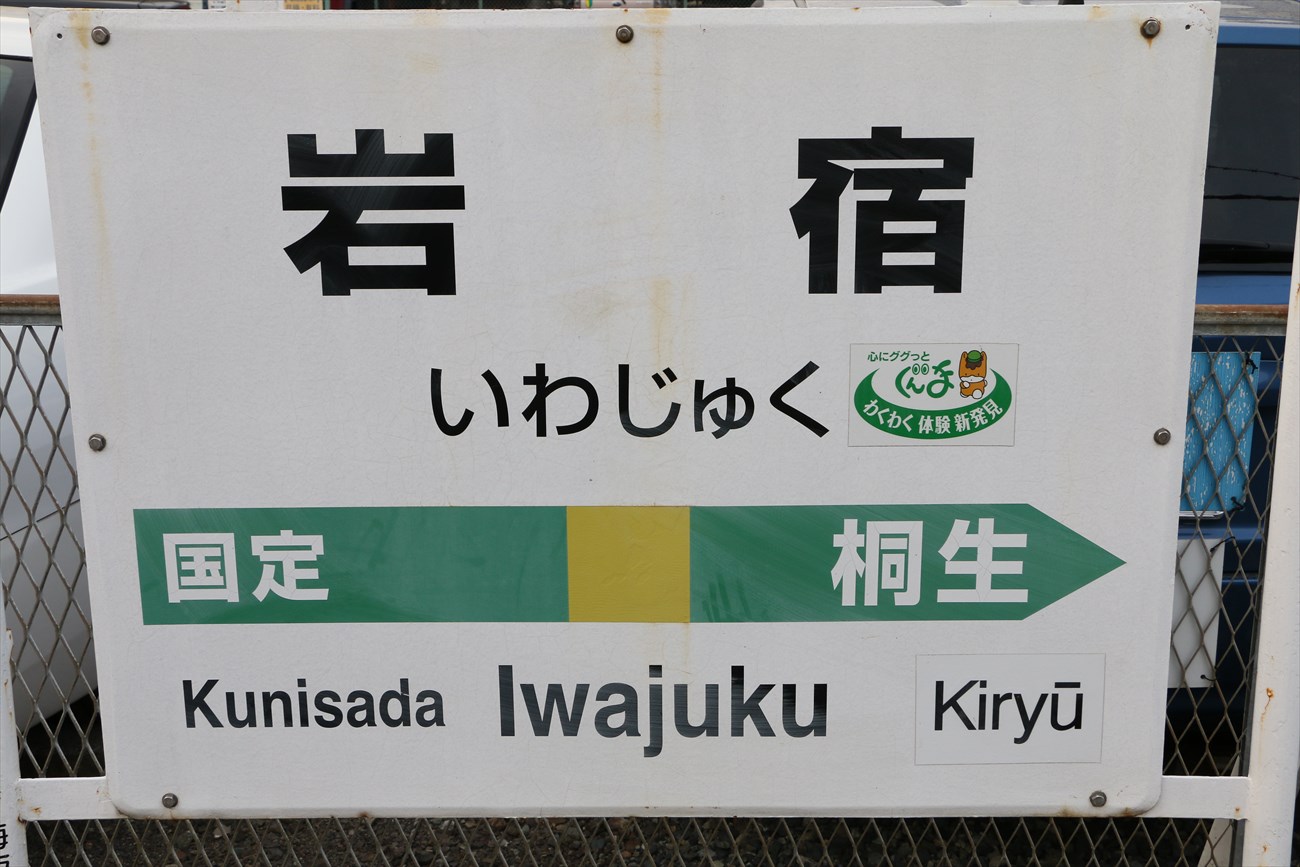 岩宿
いわじゅく
心にググっと
ぐんま
わくわく 体験 新発見
国定 桐生
Kunisada Iwajuku Kiryū